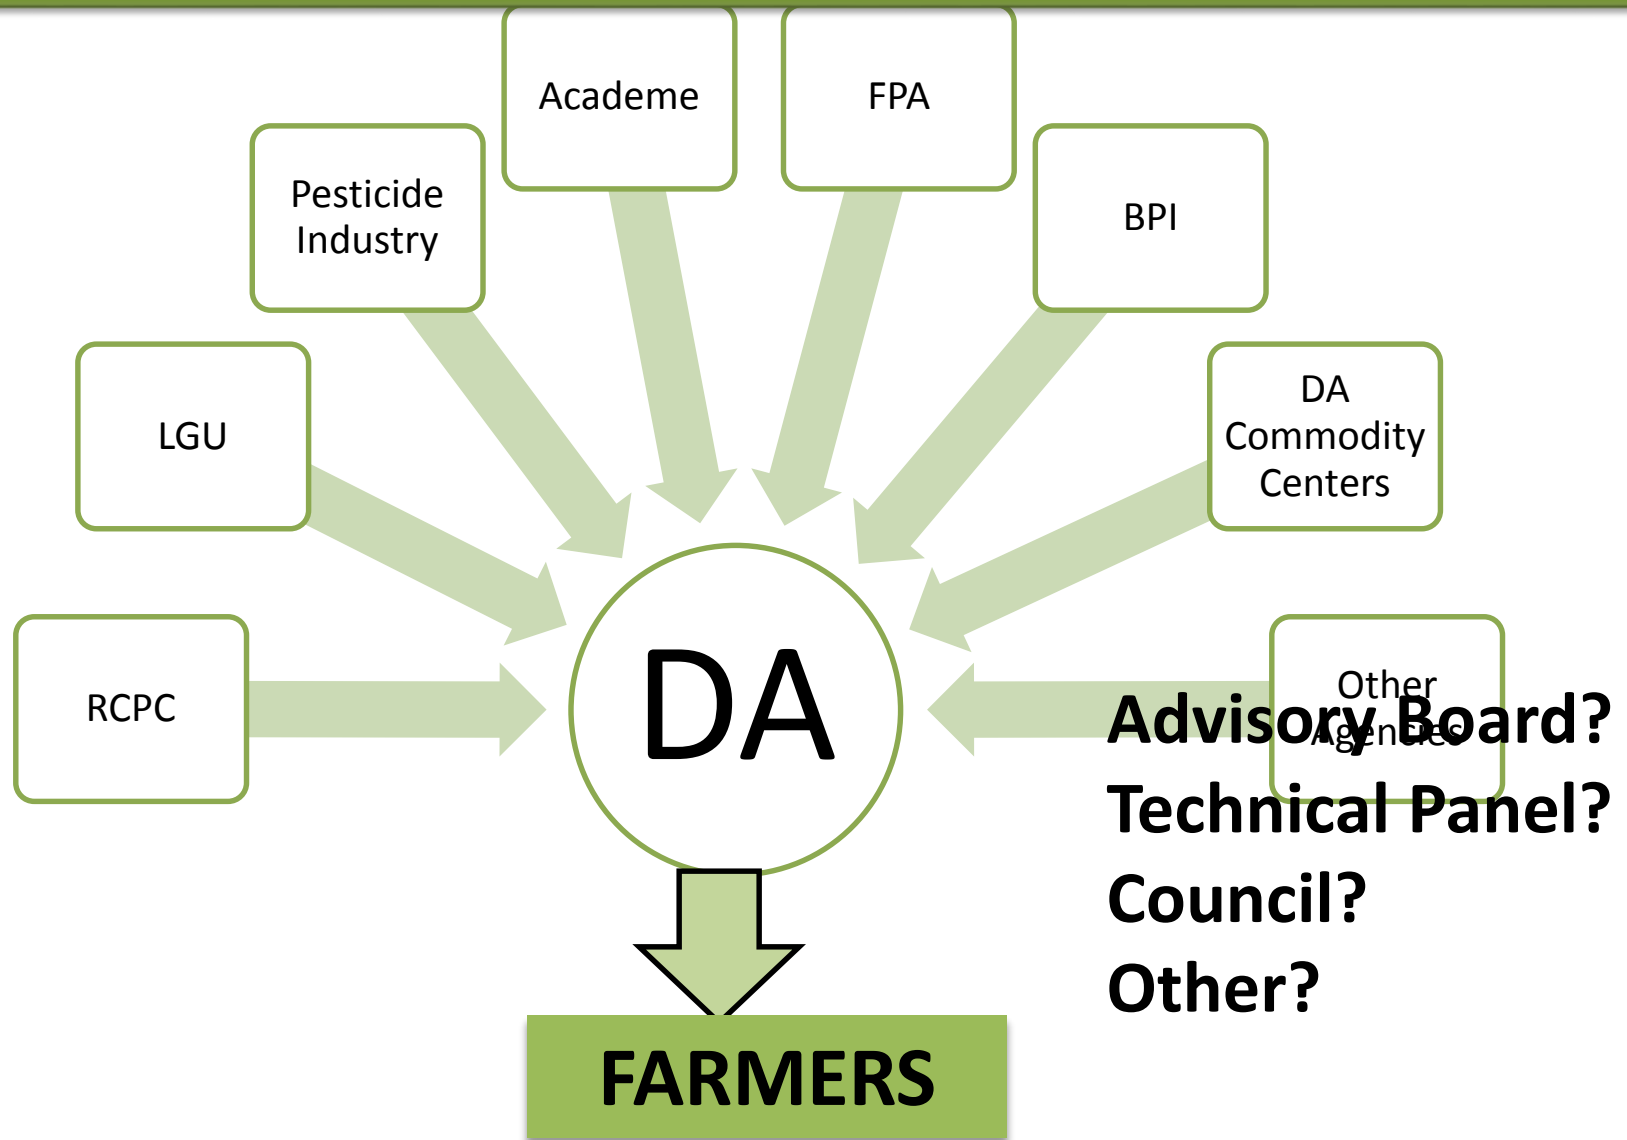 Academe
FPA
Pesticide
Industry
BPI
LGU
DA
Commodity
Centers
RCPC
DA
Other
Agencies
Advisory Board?
Technical Panel?
Council?
Other?
FARMERS